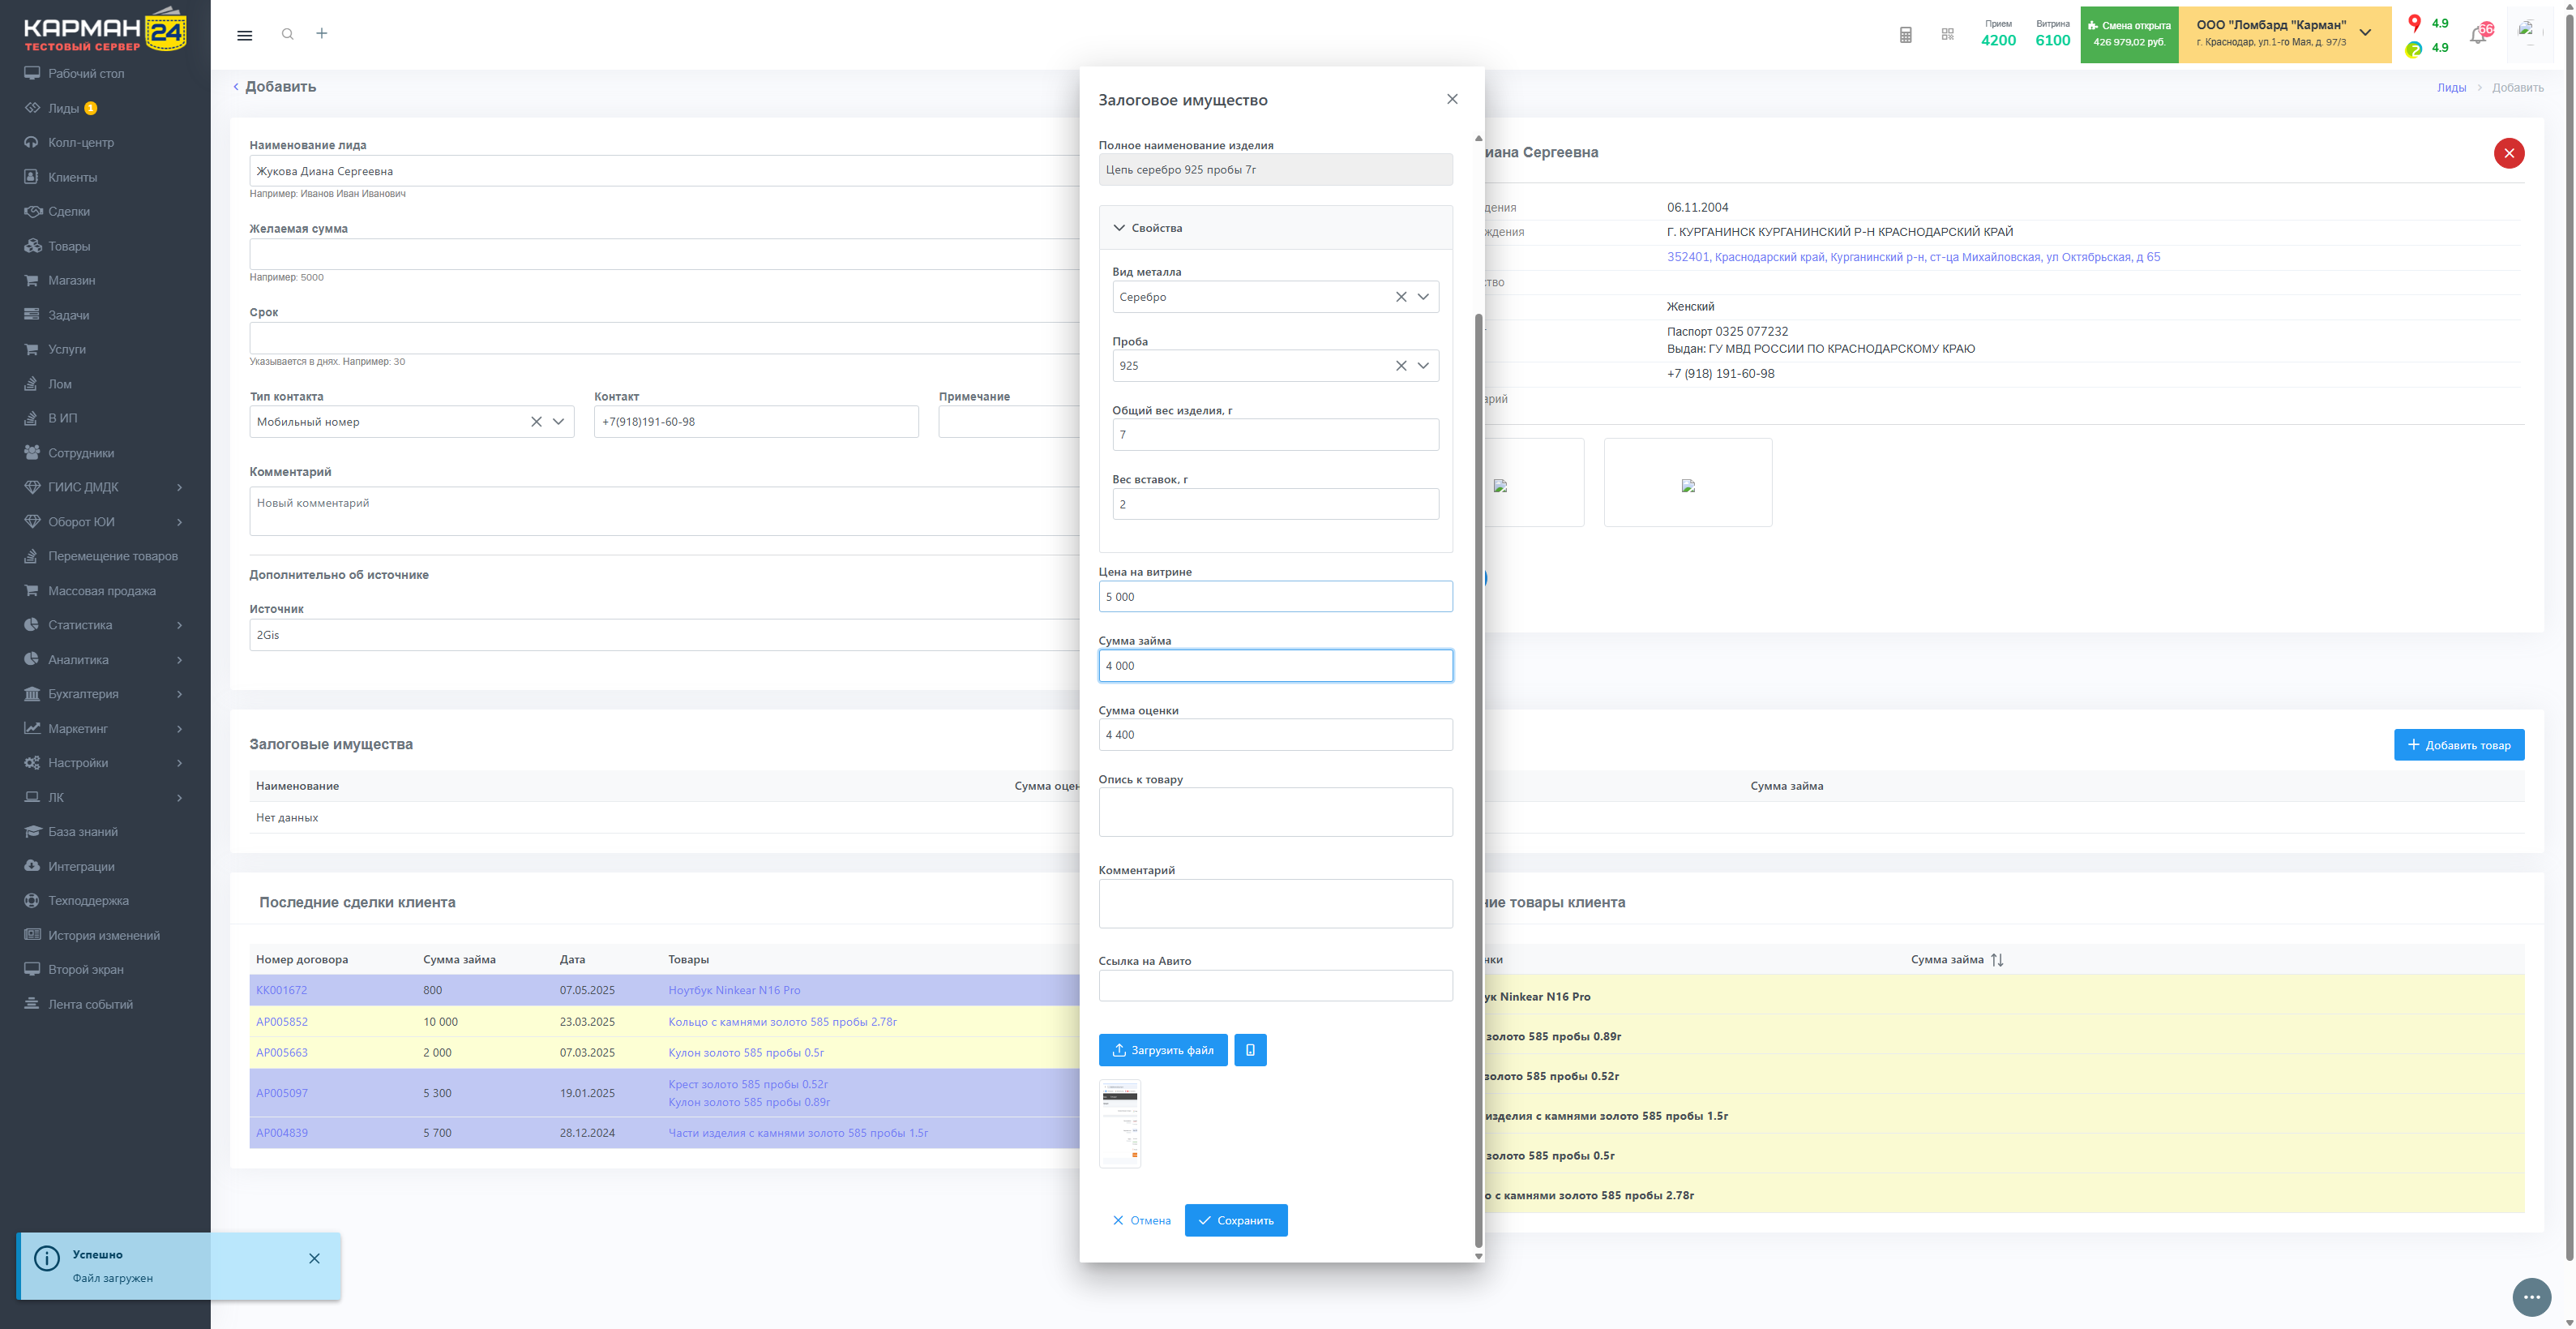 КАРМАН 24
ТЕСТОВЫЙ СЕРВЕР
Рабочий стол
Лиды 1
Колл-центр
Клиенты
Сделки
Товары
Магазин
Задачи
Услуги
Лом
В ИП
Сотрудники
ГИИС ДМДК
Оборот ЮИ
Перемещение товаров
Массовая продажа
Статистика
Аналитика
Бухгалтерия
Маркетинг
Настройки
ЛК
База знаний
Интеграции
Техподдержка
История изменений
Второй экран
Лента событий
Прием
4200
Витрина
6100
Смена открыта
426 979,02 руб.
ООО "Ломбард "Карман"
г. Краснодар, ул.1-го Мая, д. 97/3
4.9
4.9
66
Добавить
Лиды > Добавить
Наименование лида
Жукова Диана Сергеевна
Например: Иванов Иван Иванович
Желаемая сумма
Например: 5000
Срок
Указывается в днях. Например: 30
Тип контакта
Мобильный номер
Контакт
+7(918)191-60-98
Примечание
Комментарий
Новый комментарий
Дополнительно об источнике
Источник
2Gis
Залоговое имущество
Полное наименование изделия
Цепь серебро 925 пробы 7г
Свойства
Вид металла
Серебро
Проба
925
Общий вес изделия, г
7
Вес вставок, г
2
Цена на витрине
5 000
Сумма займа
4 000
Сумма оценки
4 400
Опись к товару
Комментарий
Ссылка на Авито
Загрузить файл
Отмена
Сохранить
иана Сергеевна
дения
06.11.2004
ждения
Г. КУРГАНИНСК КУРГАНИНСКИЙ Р-Н КРАСНОДАРСКИЙ КРАЙ
352401, Краснодарский край, Курганинский р-н, ст-ца Михайловская, ул Октябрьская, д 65
тво
Женский
Паспорт 0325 077232
Выдан: ГУ МВД РОССИИ ПО КРАСНОДАРСКОМУ КРАЮ
+7 (918) 191-60-98
арий
Залоговые имущества
Добавить товар
Наименование
Сумма оцен
Сумма займа
Нет данных
Последние сделки клиента
Номер договора Сумма займа Дата Товары
КК001672 800 07.05.2025 Ноутбук Ninkear N16 Pro
АР005852 10 000 23.03.2025 Кольцо с камнями золото 585 пробы 2.78г
АР005663 2 000 07.03.2025 Кулон золото 585 пробы 0.5г
АР005097 5 300 19.01.2025 Крест золото 585 пробы 0.52г
Кулон золото 585 пробы 0.89г
АР004839 5 700 28.12.2024 Части изделия с камнями золото 585 пробы 1.5г
ние товары клиента
нки
Сумма займа
ук Ninkear N16 Pro
золото 585 пробы 0.89г
золото 585 пробы 0.52г
изделия с камнями золото 585 пробы 1.5г
золото 585 пробы 0.5г
о с камнями золото 585 пробы 2.78г
Успешно
Файл загружен